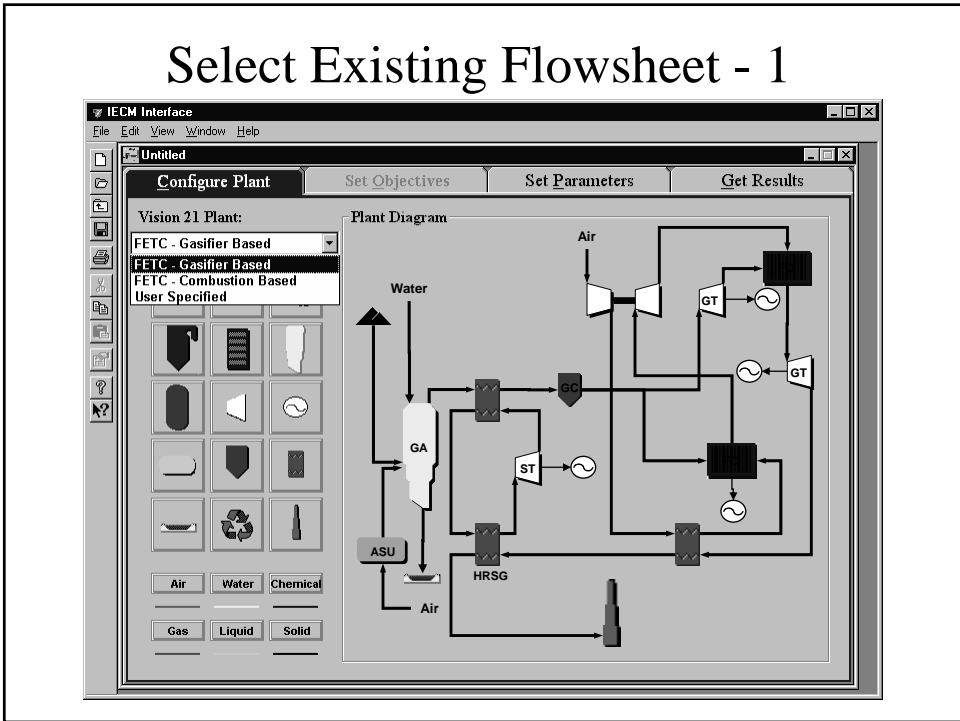 Select Existing Flowsheet - 1
IECM Interface
File Edit View Window Help
Untitled
Configure Plant
Set Objectives
Set Parameters
Get Results
Vision 21 Plant:
FETC - Gasifier Based
FETC - Gasifier Based
FETC - Combustion Based
User Specified
Air
Water
Chemical
Gas
Liquid
Solid
Plant Diagram
Air
Water
GT
GT
GC
GA
ST
ASU
HRSG
Air